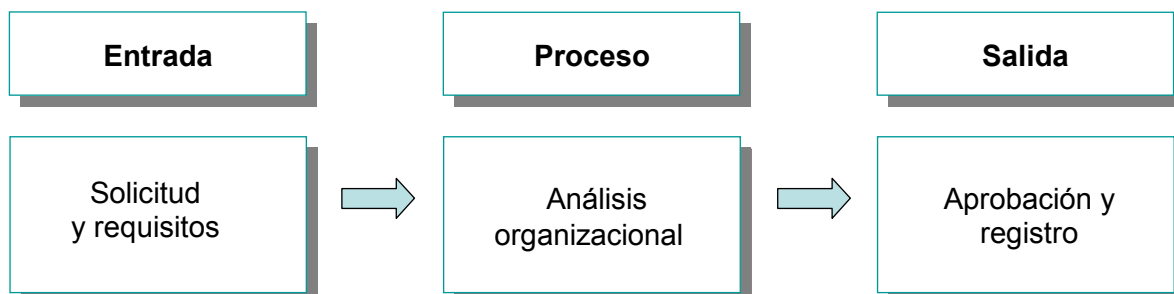 Entrada
Proceso
Salida
Solicitud
y requisitos
Análisis
organizacional
Aprobación y
registro